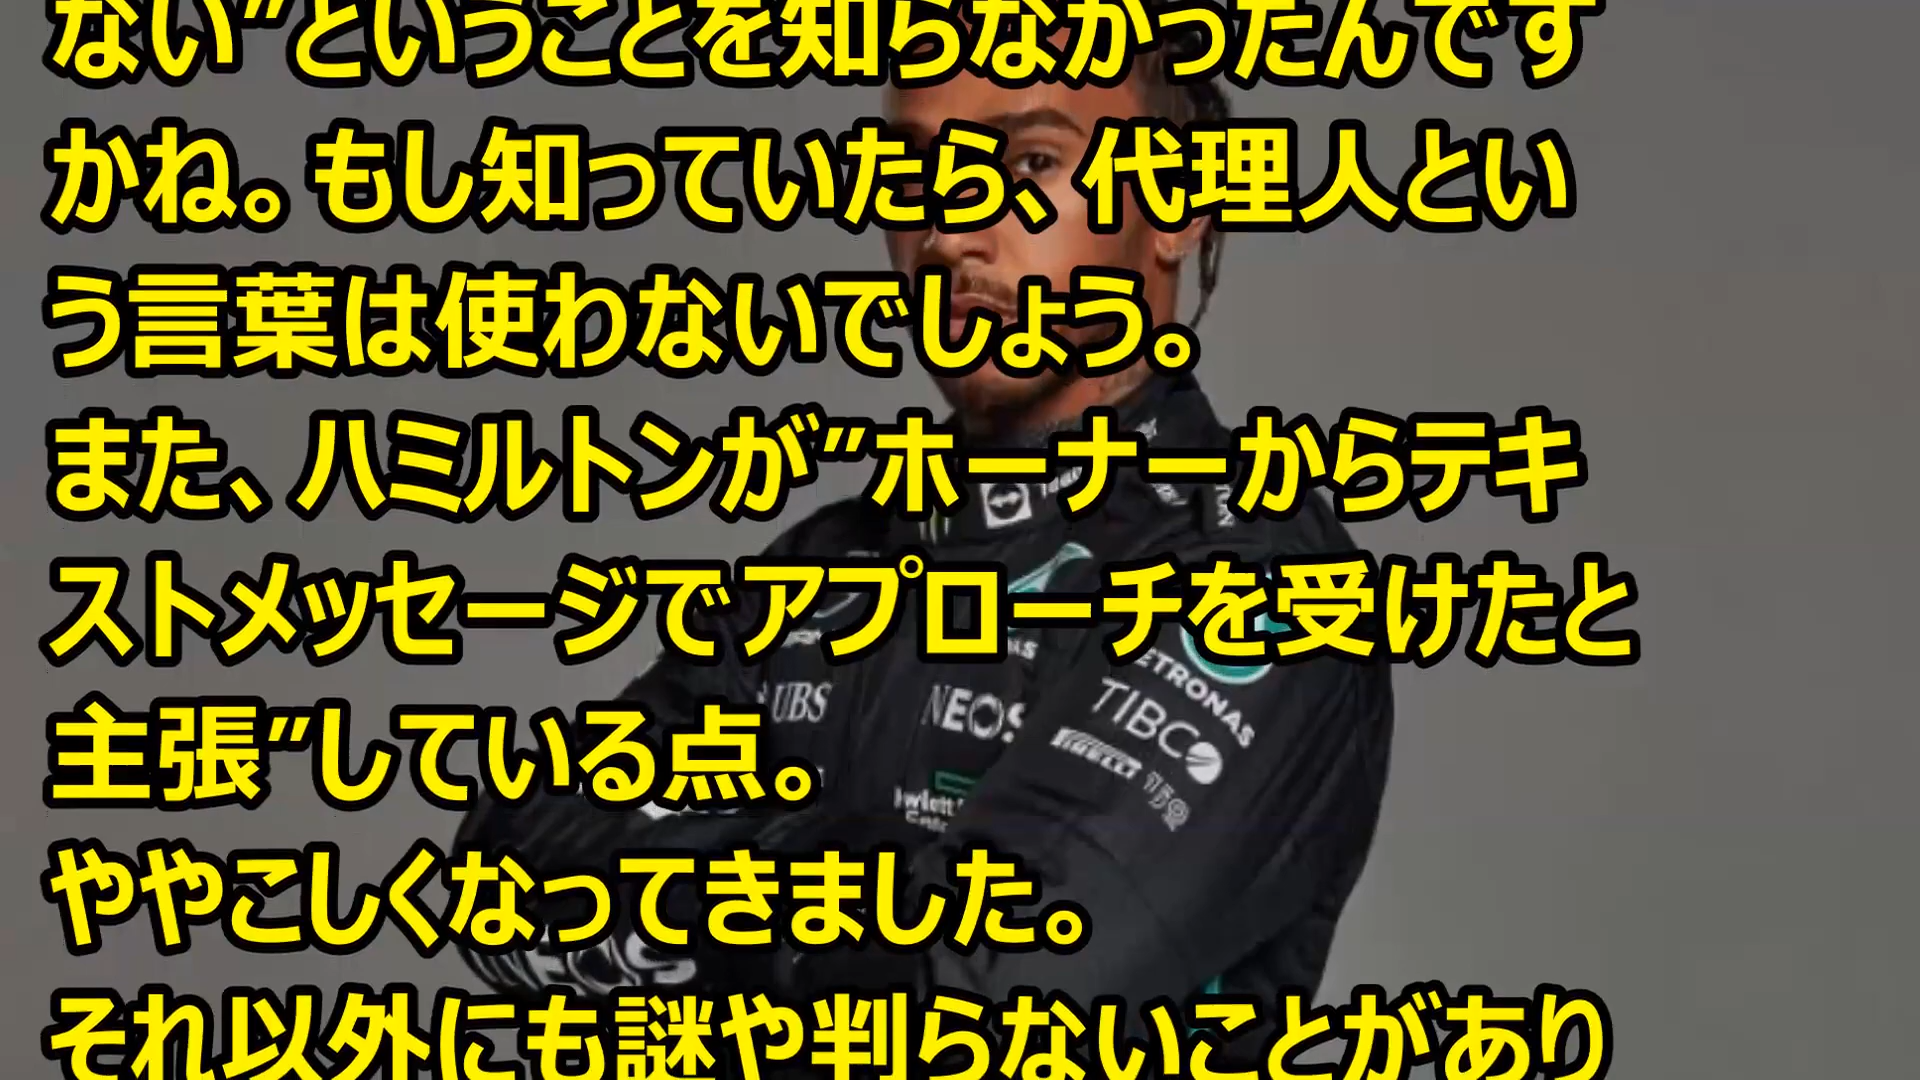 ない”ということを知らなかったんです
かね。もし知っていたら、代理人とい
う言葉は使わないでしょう。
また、ハミルトンが”ホーナーからテキ
ストメッセージでアプローチを受けたと
主張”している点。
ややこしくなってきました。
それ以外にも謎や判らないことがあり
UBS
PETRONAS
TIBCO
PIRELLI
INEOS